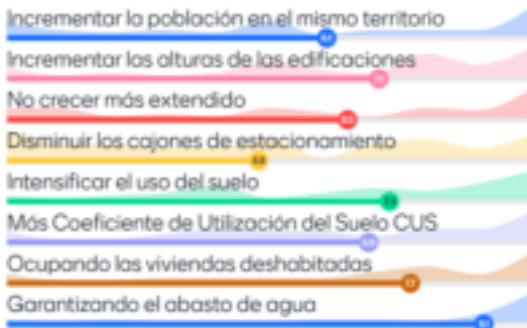 Incrementar la población en el mismo territorio
Incrementar las alturas de las edificaciones
No crecer más extendido
Disminuir los cajones de estacionamiento
Intensificar el uso del suelo
Más Coeficiente de Utilización del Suelo CUS
Ocupando las viviendas deshabitadas
Garantizando el abasto de agua